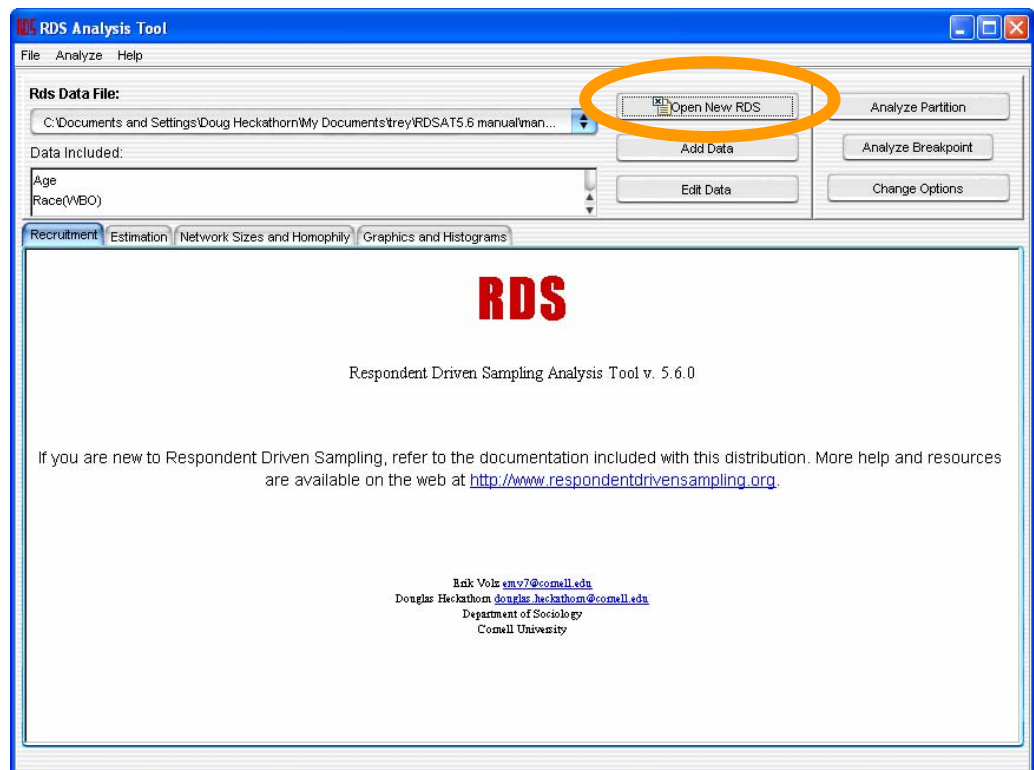 RDS RDS Analysis Tool
File Analyze Help
Rds Data File:
C:\Documents and Settings\Doug Heckathorn\My Documents\trey\RDSAT5.6 manual\man...
Data Included:
Age
Race(WBO)
Open New RDS
Add Data
Edit Data
Analyze Partition
Analyze Breakpoint
Change Options
Recruitment Estimation Network Sizes and Homophily Graphics and Histograms
RDS
Respondent Driven Sampling Analysis Tool v. 5.6.0
If you are new to Respondent Driven Sampling, refer to the documentation included with this distribution. More help and resources
are available on the web at http://www.respondentdrivensampling.org.
Erik Volz emv7@cornell.edu
Douglas Heckathorn douglas.heckathorn@cornell.edu
Department of Sociology
Cornell University